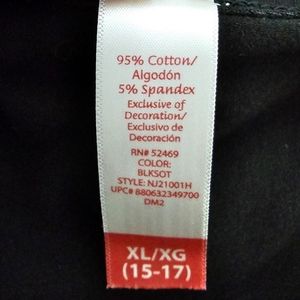 95% Cotton/
Algodón
5% Spandex
Exclusive of
Decoration/
Exclusivo de
Decoración
RN# 52469
COLOR:
BLKSOT
STYLE: NJ21001H
UPC# 880632349700
DM2
XL/XG
(15-17)